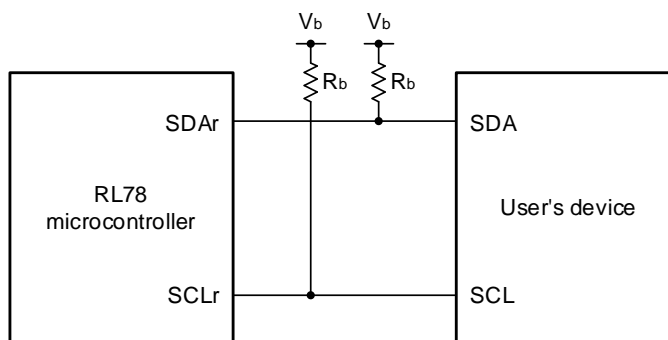 Vb Vb
Rb Rb
SDAr SDA
RL78
microcontroller
User's device
SCLr SCL